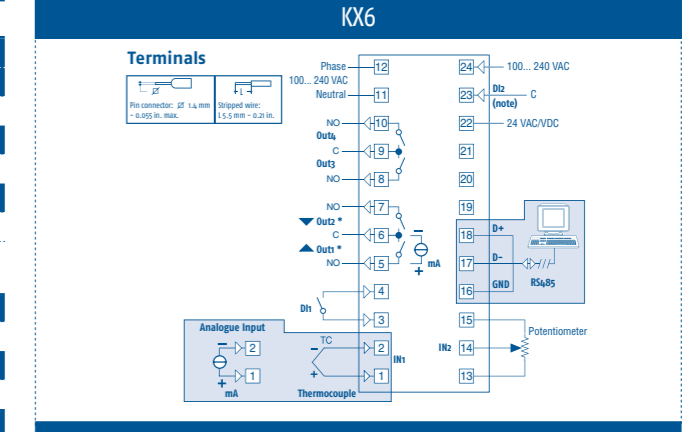 KX6
Terminals
Pin connector: Ø 1.4 mm
- 0.055 in. max.
L
Stripped wire:
L 5.5 mm - 0.21 in.
Phase
100... 240 VAC
Neutral
12
11
NO
10
Out4
C
9
Out3
NO
8
NO
7
Out2 *
C
6
Out1 *
NO
5
mA
4
DI1
3
Analogue Input
2
1
mA
TC
2
IN1
1
Thermocouple
24
100... 240 VAC
23
DI2
(note)
C
22
24 VAC/VDC
21
20
19
18
D+
17
D-
16
GND
RS485
15
Potentiometer
IN2
14
13